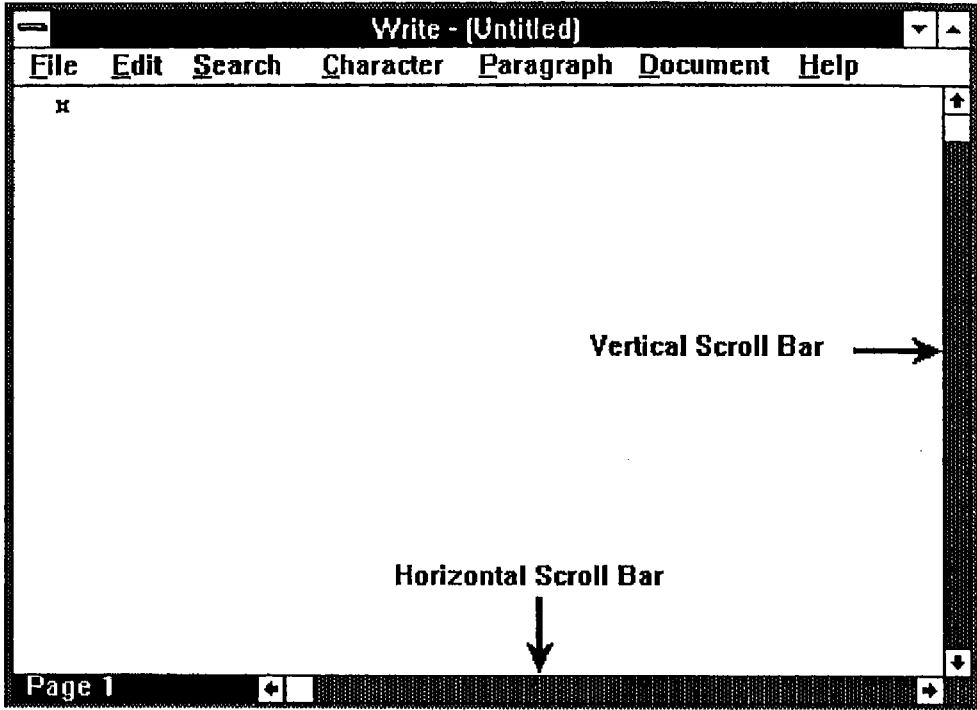 Write - (Untitled)
File Edit Search Character Paragraph Document Help
¤
Vertical Scroll Bar
Horizontal Scroll Bar
Page 1